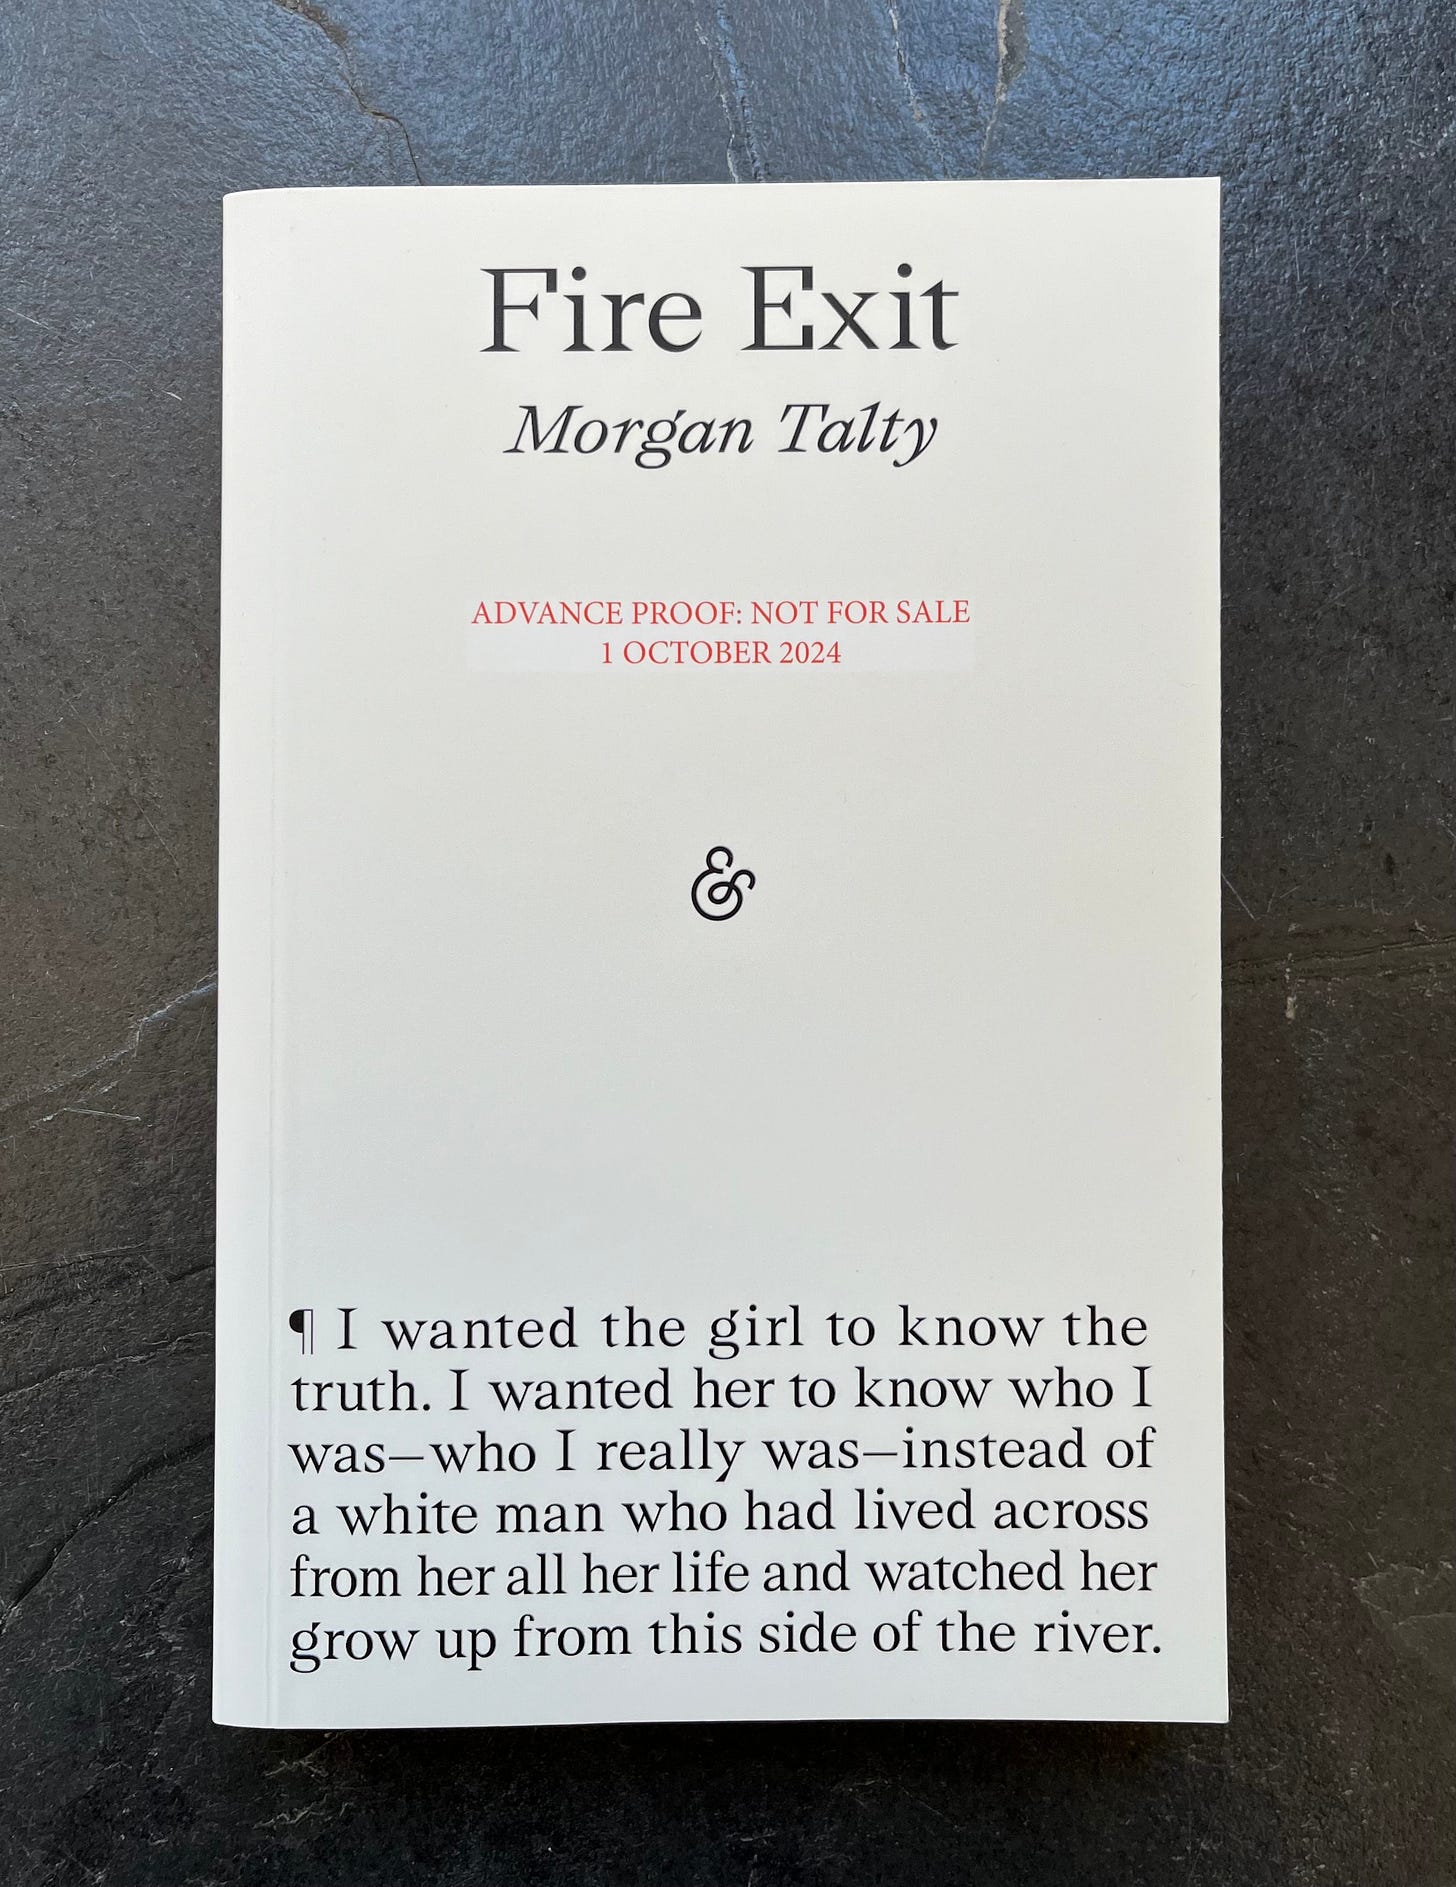 Fire Exit
Morgan Talty
ADVANCE PROOF: NOT FOR SALE
1 OCTOBER 2024
&
¶ I wanted the girl to know the
truth. I wanted her to know who I
was—who I really was—instead of
a white man who had lived across
from her all her life and watched her
grow up from this side of the river.